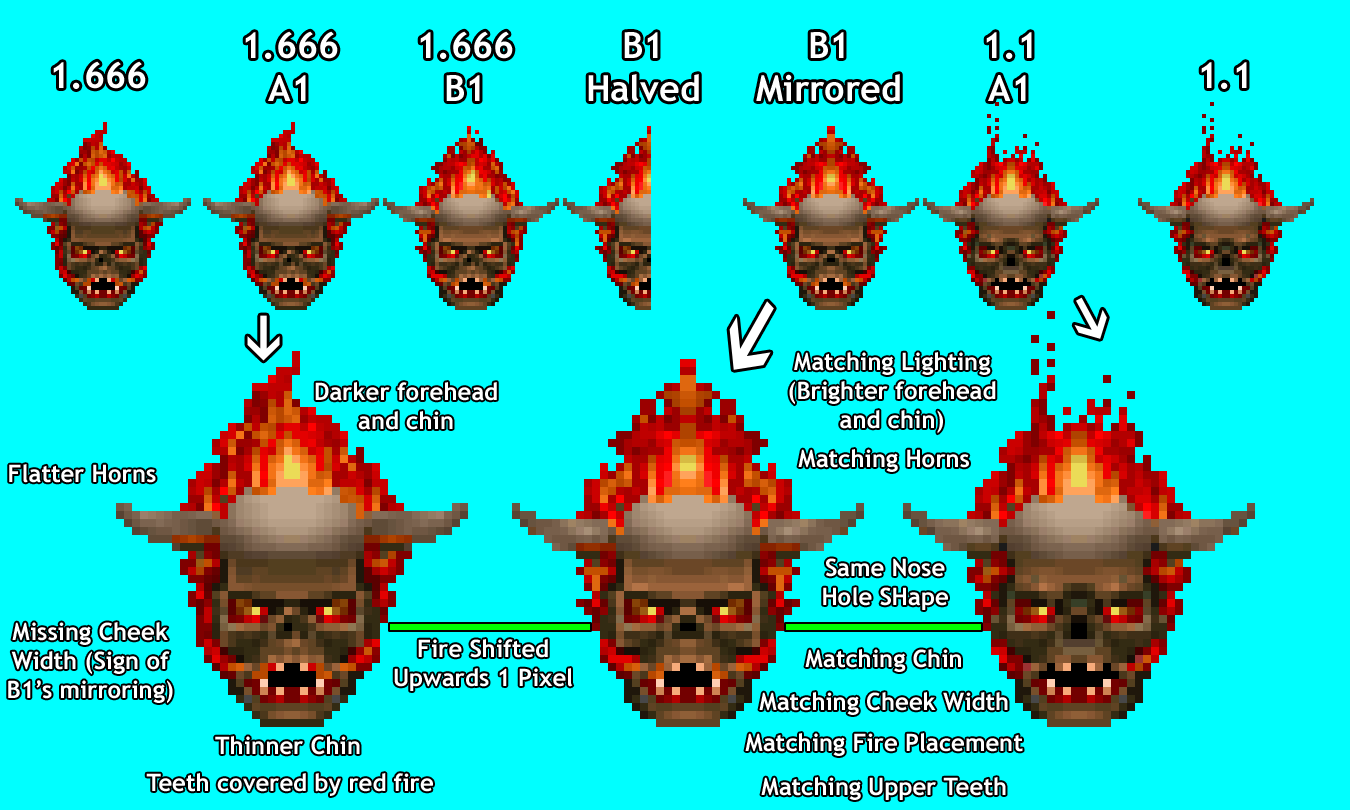 1.666
1.666
A1
1.666
B1
B1
Halved
B1
Mirrored
1.1
A1
1.1
Darker forehead
and chin
Matching Lighting
(Brighter forehead
and chin)
Flatter Horns
Matching Horns
Same Nose
Hole SHape
Missing Cheek
Width (Sign of
B1's mirroring)
Fire Shifted
Upwards 1 Pixel
Matching Chin
Matching Cheek Width
Thinner Chin
Matching Fire Placement
Teeth covered by red fire
Matching Upper Teeth